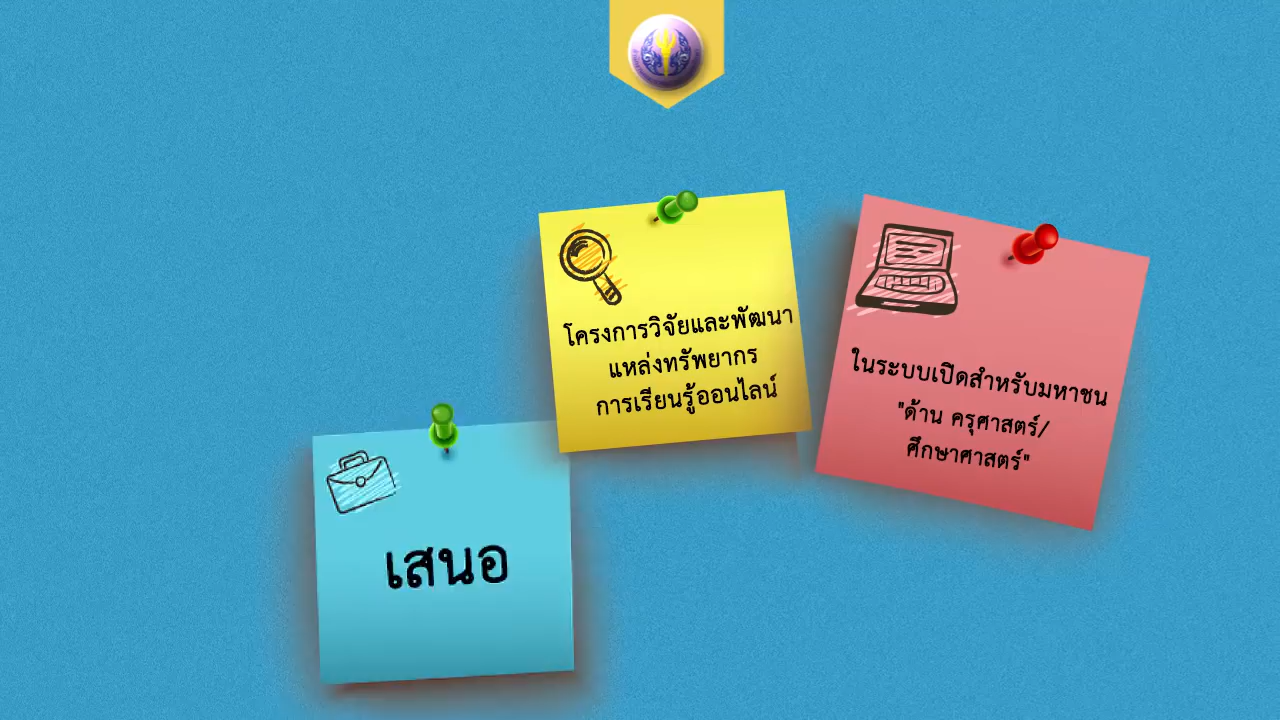 เสนอ
โครงการวิจัยและพัฒนา
แหล่งทรัพยากร
การเรียนรู้ออนไลน์
ในระบบเปิดสำหรับมหาชน
"ด้าน ครุศาสตร์/
ศึกษาศาสตร์"